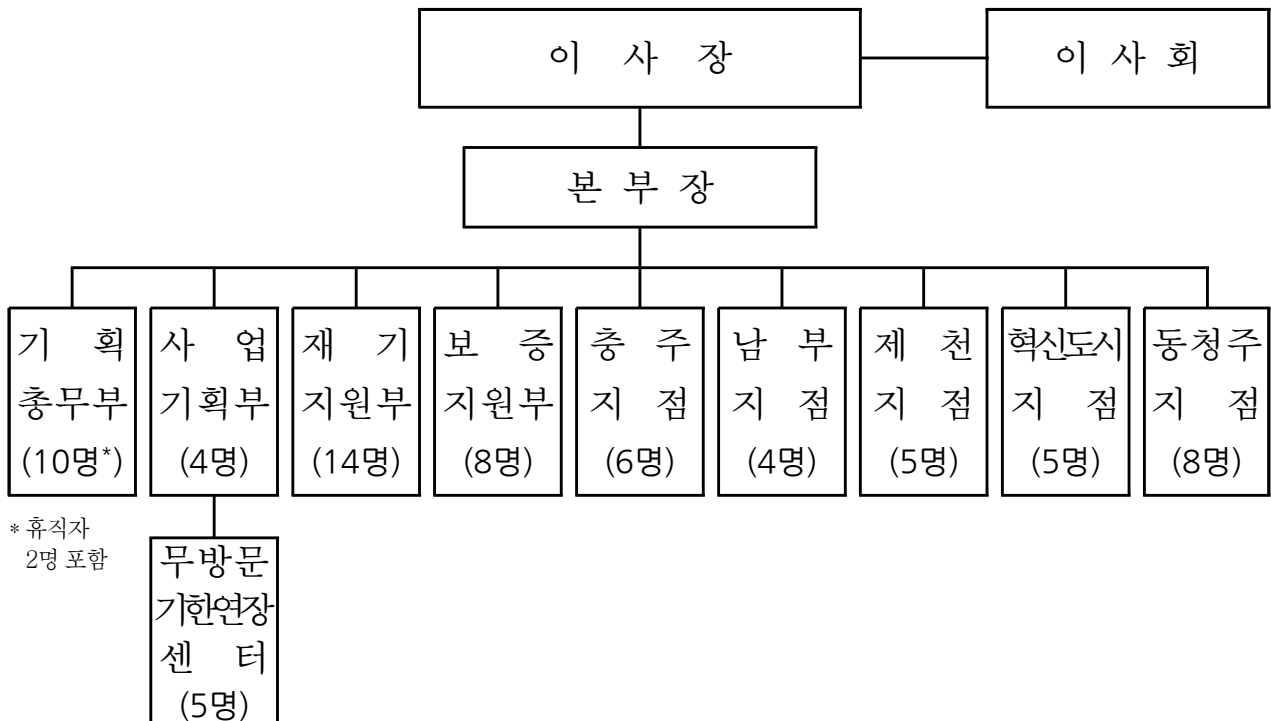 이 사 장
이 사 회
본 부 장
기 획
총무부
(10명*)
사 업
기획부
(4명)
재 기
지원부
(14명)
보 증
지원부
(8명)
충 주
지 점
(6명)
남 부
지 점
(4명)
제 천
지 점
(5명)
혁신도시
지 점
(5명)
동청주
지 점
(8명)
* 휴직자
2명 포함
무방문
기한연장
센 터
(5명)